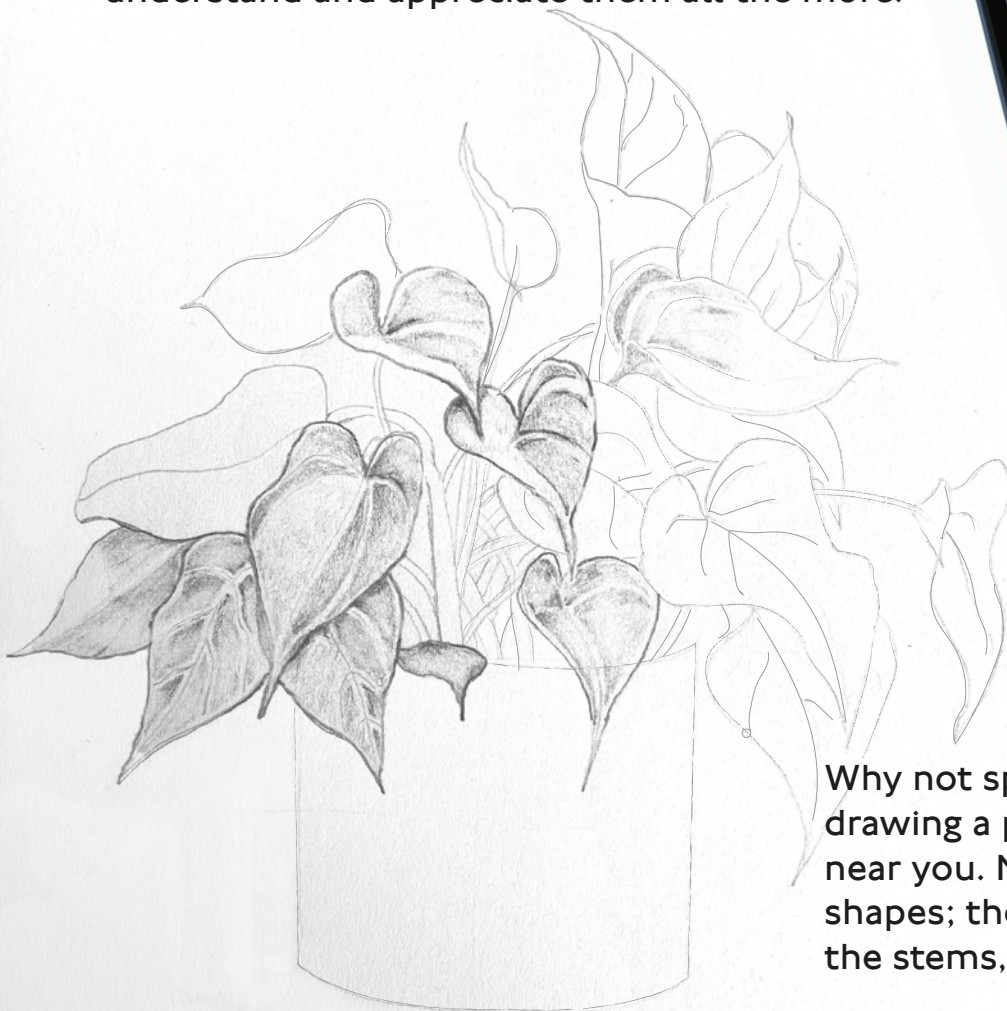 understand and appreciate them all the more.
Why not sp
drawing a p
near you. N
shapes; the
the stems,